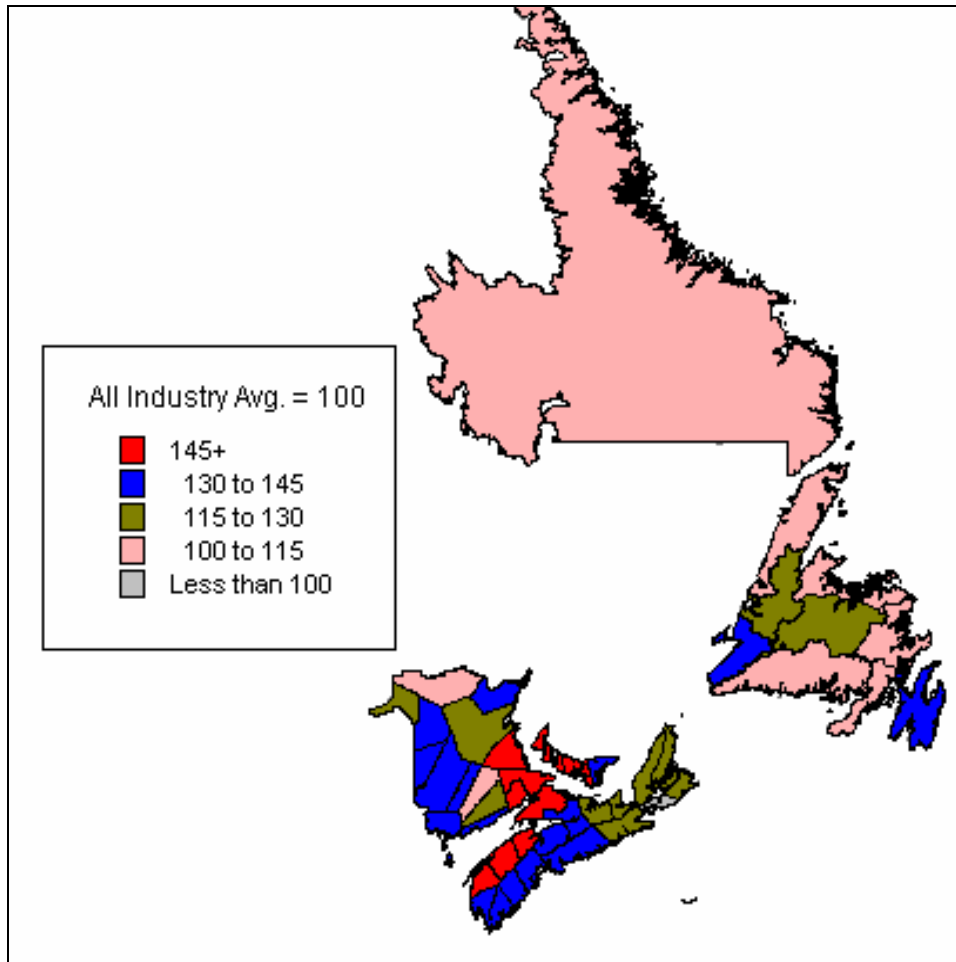 All Industry Avg. = 100
145+
130 to 145
115 to 130
100 to 115
Less than 100